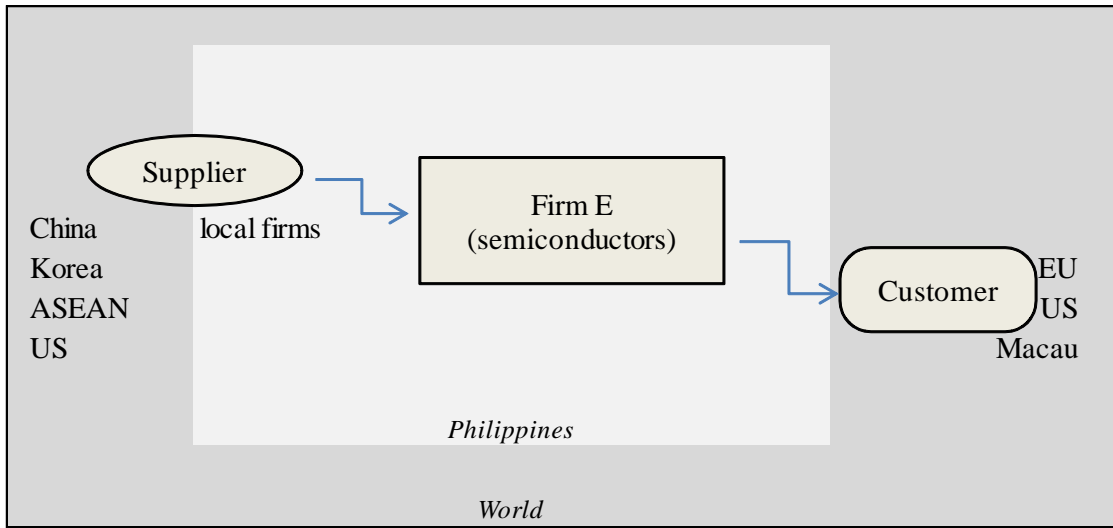 Supplier
China
Korea
ASEAN
US
local firms
Firm E
(semiconductors)
Customer
EU
US
Macau
Philippines
World